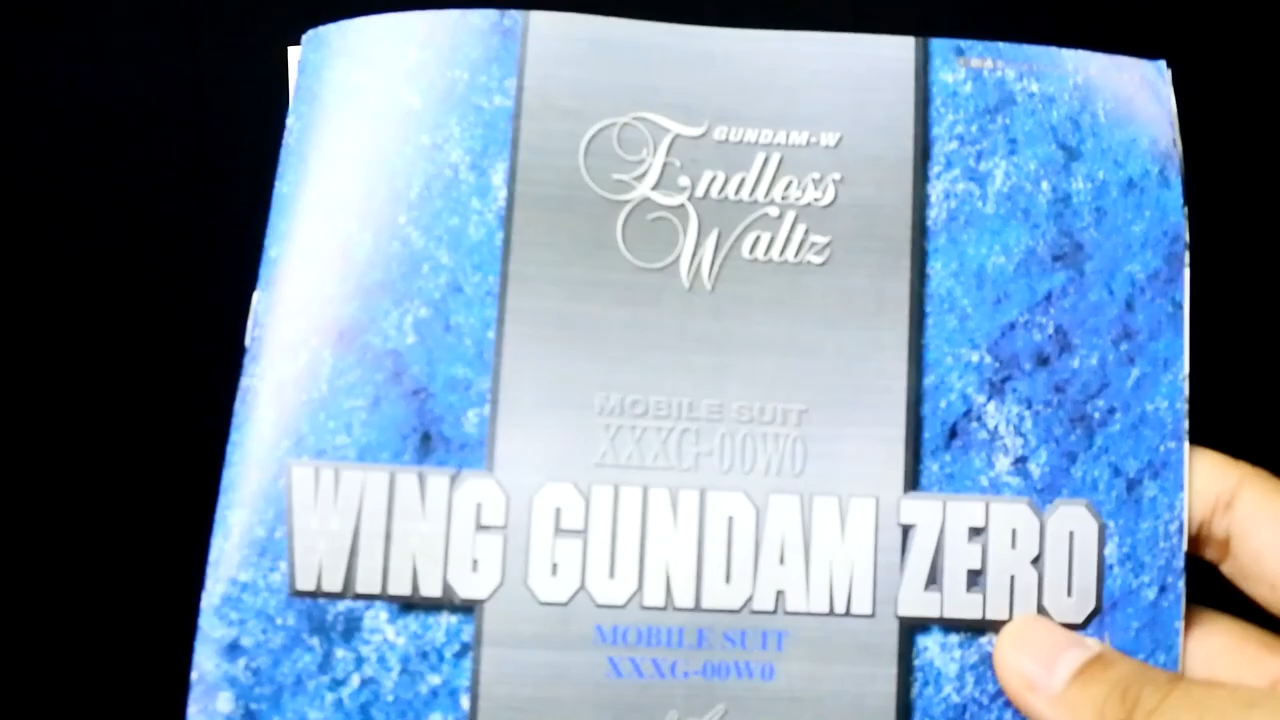 GUNDAM-W
Endless
Waltz
MOBILE SUIT
XXXG-00W0
WING GUNDAM ZERO
MOBILE SUIT
XXXG-00W0